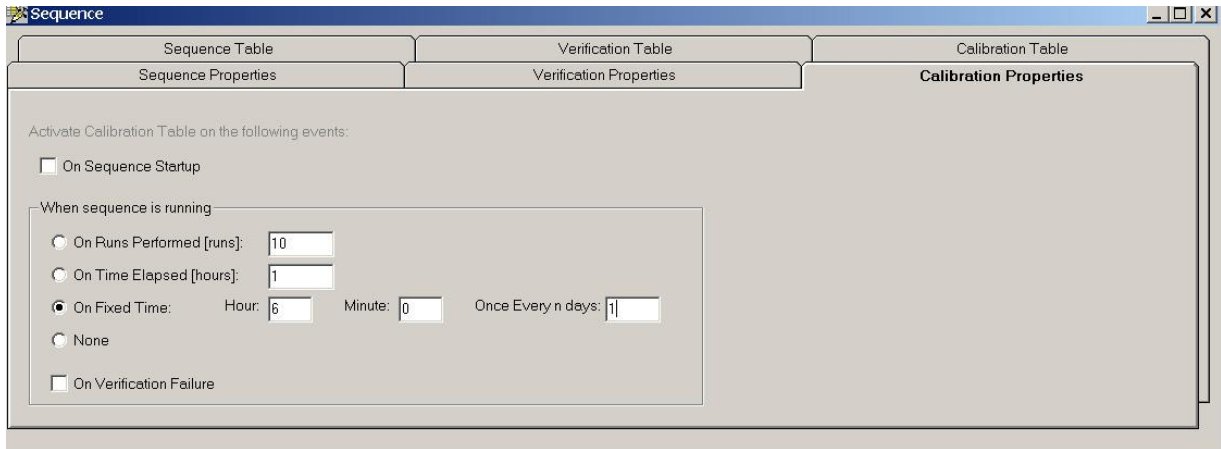 Sequence
Sequence Table Verification Table Calibration Table
Sequence Properties Verification Properties Calibration Properties
Activate Calibration Table on the following events:
On Sequence Startup
When sequence is running
On Runs Performed [runs]: 10
On Time Elapsed [hours]: 1
On Fixed Time: Hour: 6 Minute: 0 Once Every n days: 1
None
On Verification Failure